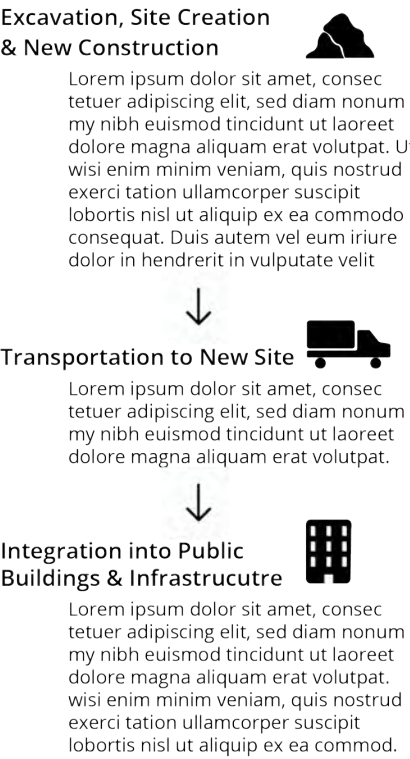 Excavation, Site Creation
& New Construction
Lorem ipsum dolor sit amet, consec
tetuer adipiscing elit, sed diam nonum
my nibh euismod tincidunt ut laoreet
dolore magna aliquam erat volutpat. Ut
wisi enim minim veniam, quis nostrud
exerci tation ullamcorper suscipit
lobortis nisl ut aliquip ex ea commodo
consequat. Duis autem vel eum iriure
dolor in hendrerit in vulputate velit
Transportation to New Site
Lorem ipsum dolor sit amet, consec
tetuer adipiscing elit, sed diam nonum
my nibh euismod tincidunt ut laoreet
dolore magna aliquam erat volutpat.
Integration into Public
Buildings & Infrastrucutre
Lorem ipsum dolor sit amet, consec
tetuer adipiscing elit, sed diam nonum
my nibh euismod tincidunt ut laoreet
dolore magna aliquam erat volutpat.
wisi enim minim veniam, quis nostrud
exerci tation ullamcorper suscipit
lobortis nisl ut aliquip ex ea commod.